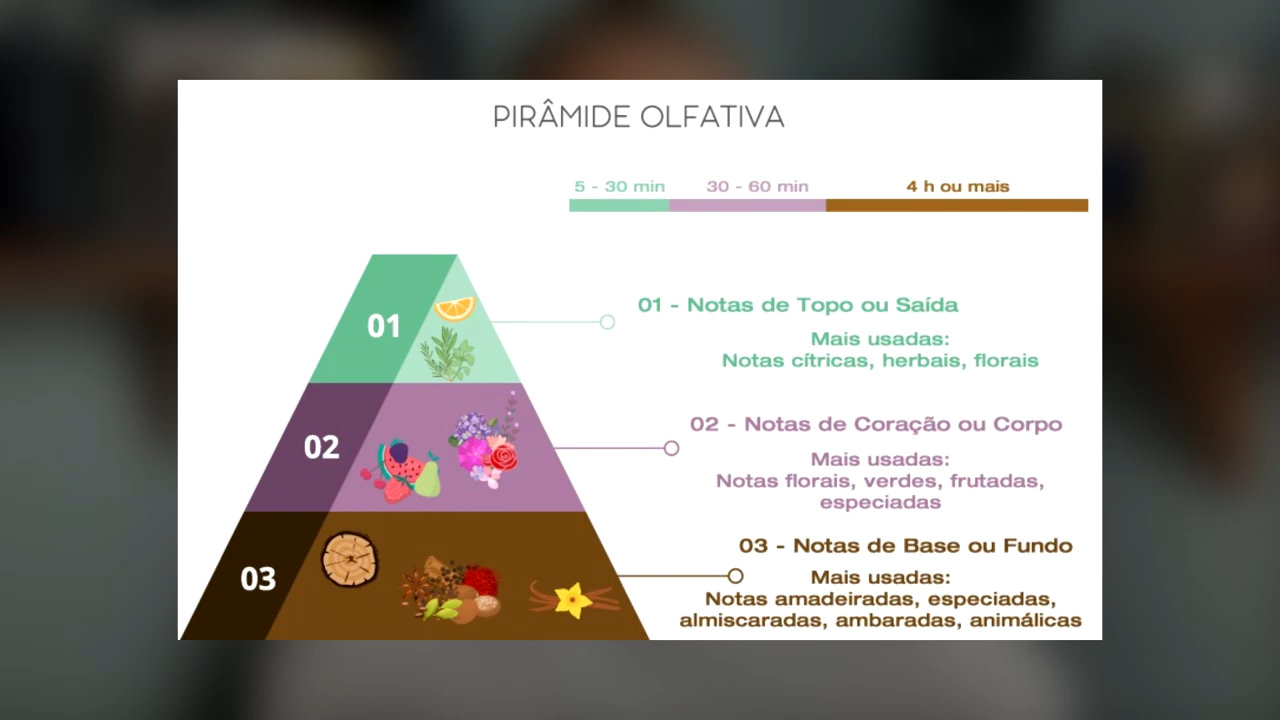 PIRÂMIDE OLFATIVA
5 - 30 min
30 - 60 min
4 h ou mais
01
01 - Notas de Topo ou Saída
Mais usadas:
Notas cítricas, herbais, florais
02
02 - Notas de Coração ou Corpo
Mais usadas:
Notas florais, verdes, frutadas,
especiadas
03
03 - Notas de Base ou Fundo
Mais usadas:
Notas amadeiradas, especiadas,
almiscaradas, ambaradas, animálicas